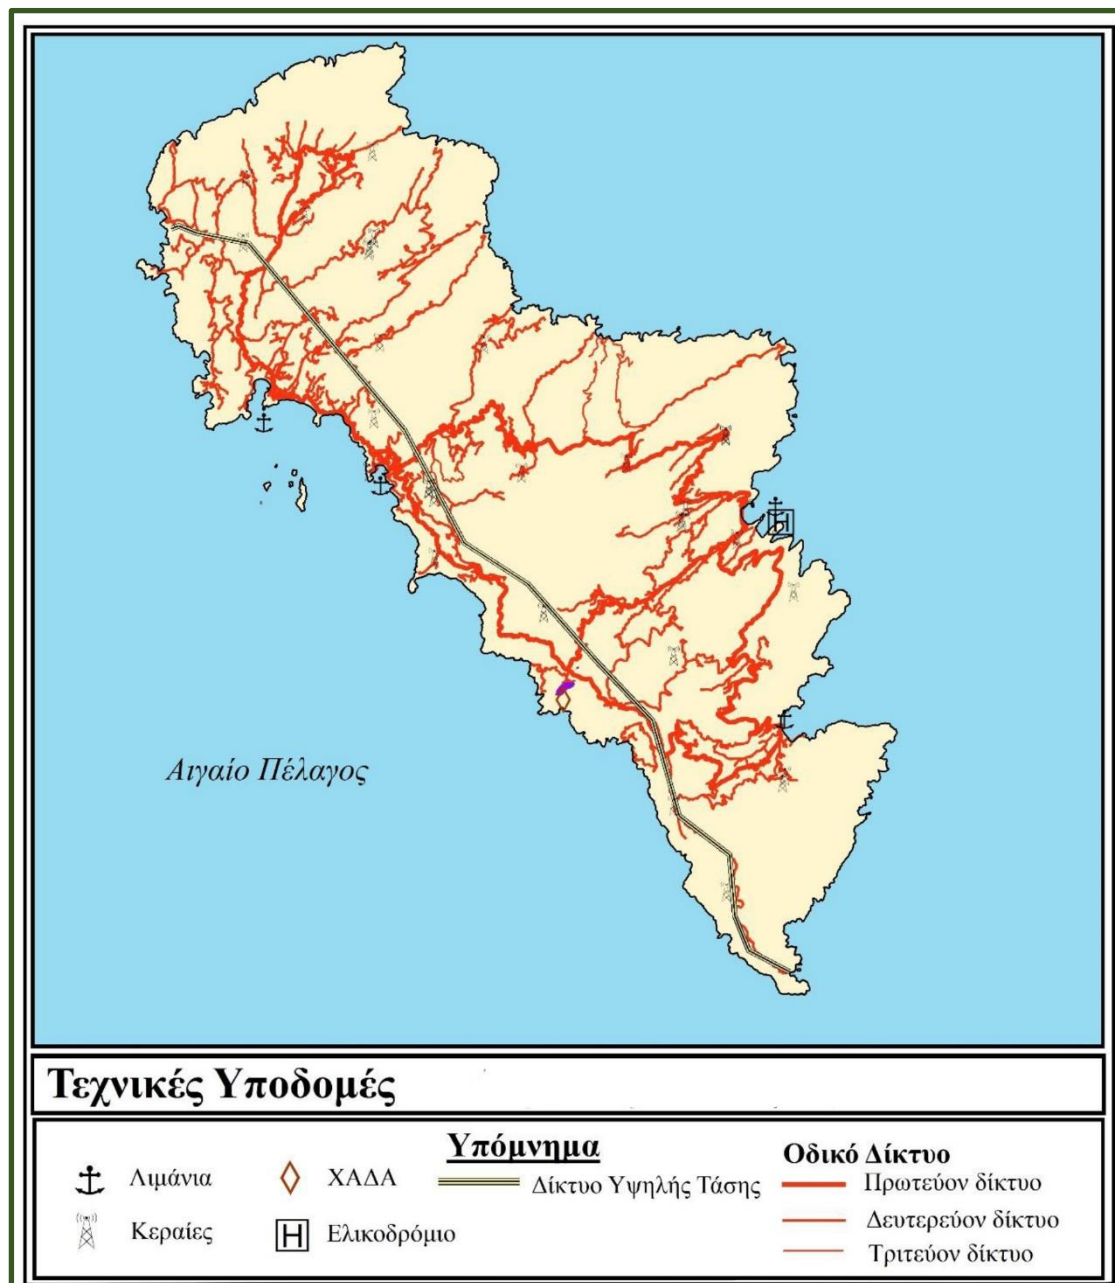 Αιγαίο Πέλαγος
H
Τεχνικές Υποδομές
Υπόμνημα
Λιμάνια
ΧΑΔΑ
Δίκτυο Υψηλής Τάσης
Κεραίες
H Ελικοδρόμιο
Οδικό Δίκτυο
Πρωτεύον δίκτυο
Δευτερεύον δίκτυο
Τριτεύον δίκτυο